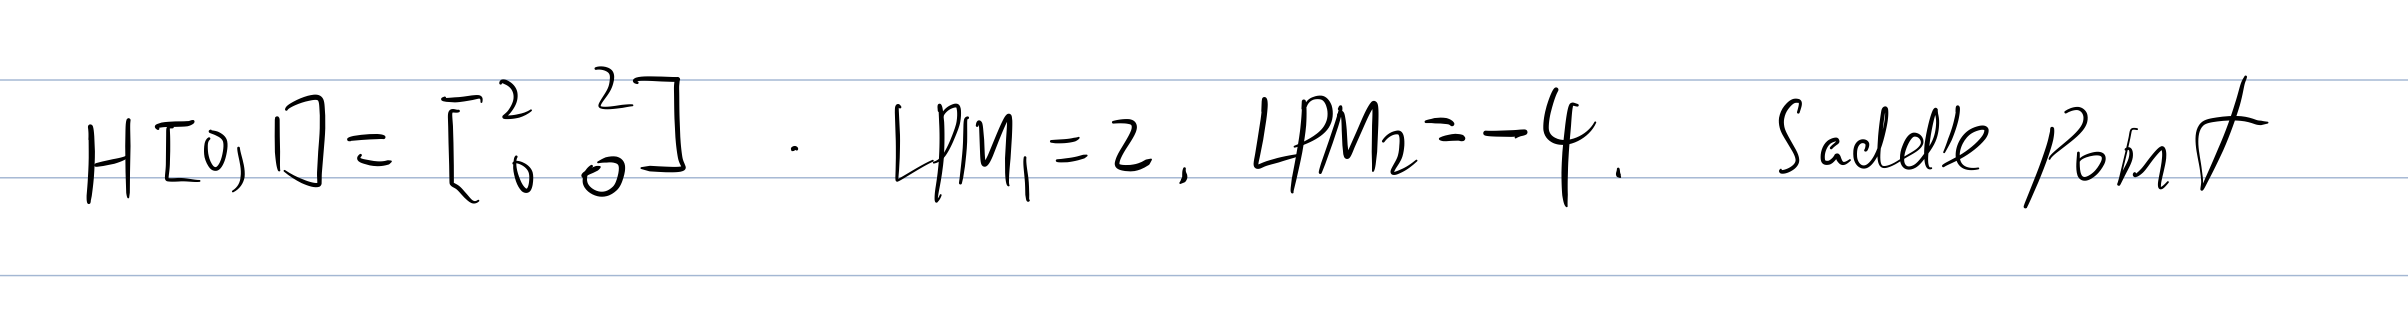 H[0,1] = [2 2; 0 0] . LPM₁ = 2, LPM₂ = -4. Saddle Point